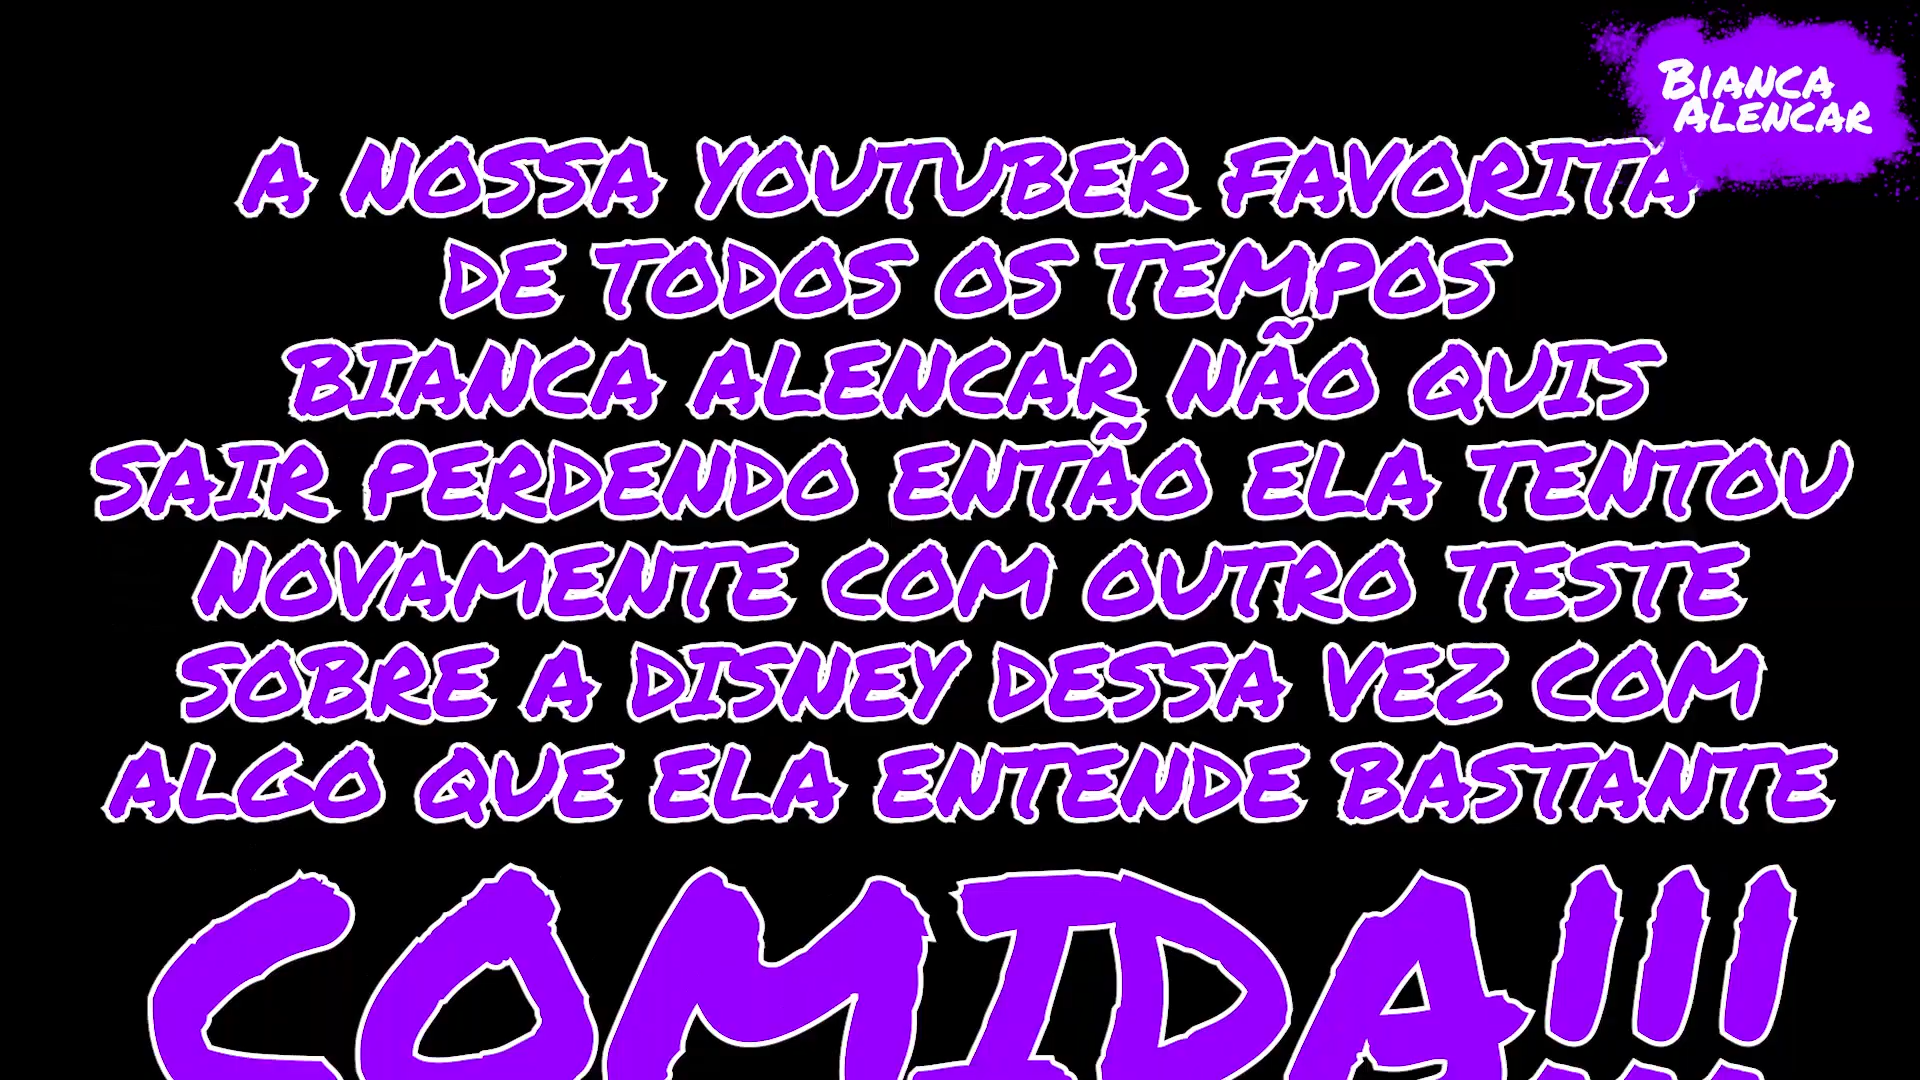 BIANCA
ALENCAR
A NOSSA YOUTUBER FAVORITA
DE TODOS OS TEMPOS
BIANCA ALENCAR NÃO QUIS
SAIR PERDENDO ENTÃO ELA TENTOU
NOVAMENTE COM OUTRO TESTE
SOBRE A DISNEY DESSA VEZ COM
ALGO QUE ELA ENTENDE BASTANTE
COMIDA!!!